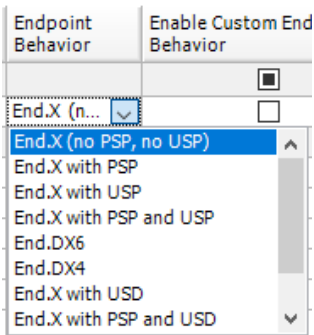 Endpoint Enable Custom End
Behavior Behavior
End.X (n...
End.X (no PSP, no USP)
End.X with PSP
End.X with USP
End.X with PSP and USP
End.DX6
End.DX4
End.X with USD
End.X with PSP and USD